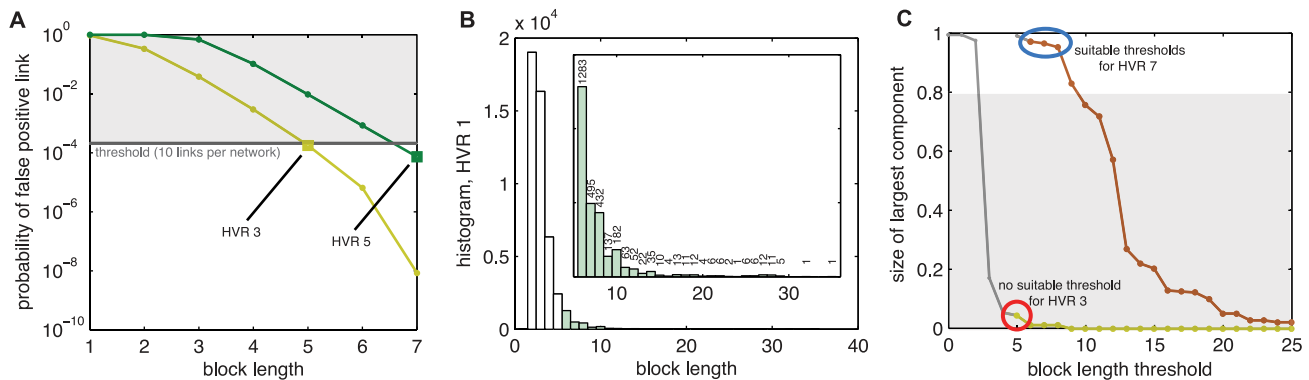 A
probability of false positive link
10^0
10^-2
10^-4
10^-6
10^-8
10^-10
threshold (10 links per network)
HVR 3
HVR 5
1 2 3 4 5 6 7
block length
B
x 10^4
histogram, HVR 1
2
1.5
1
0.5
0
0 10 20 30 40
block length
1283
495
432
137
182
63
52
22
35
10
4
13
11
12
4
6
6
2
1
6
6
12
11
5
1
1
10 20 30
C
size of largest component
1
0.8
0.6
0.4
0.2
0
suitable thresholds
for HVR 7
no suitable threshold
for HVR 3
0 5 10 15 20 25
block length threshold